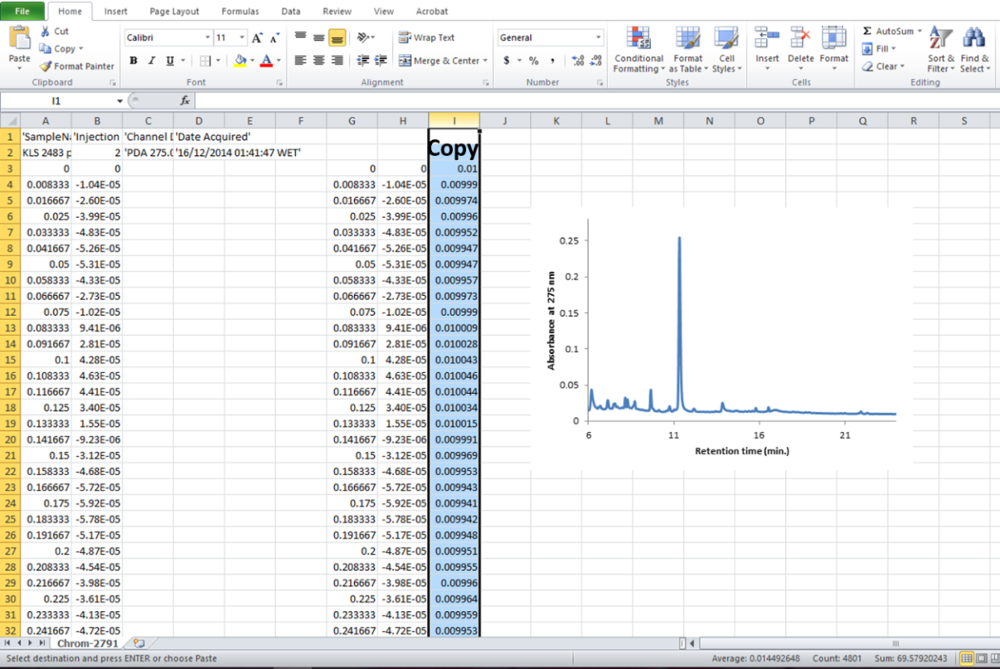 File Home Insert Page Layout Formulas Data Review View Acrobat
Cut
Calibri 11 A A Wrap Text General AutoSum
Copy
Fill
Paste Format Painter B I U A Merge & Center $ % , Conditional Formatting Format as Table Cell Styles Insert Delete Format Clear Sort & Filter Find & Select
Clipboard Font Alignment Number Styles Cells Editing
I1 fx
A B C D E F G H I J K L M N O P Q R S
1 'SampleNa 'Injection 'Channel D 'Date Acquired'
2 KLS 2483 p 2 'PDA 275.0 '16/12/2014 01:41:47 WET' Copy
3 0 0 0 0 0.01
4 0.008333 -1.04E-05 0.008333 -1.04E-05 0.00999
5 0.016667 -2.60E-05 0.016667 -2.60E-05 0.009974
6 0.025 -3.99E-05 0.025 -3.99E-05 0.00996
7 0.033333 -4.83E-05 0.033333 -4.83E-05 0.009952
8 0.041667 -5.26E-05 0.041667 -5.26E-05 0.009947
9 0.05 -5.31E-05 0.05 -5.31E-05 0.009947
10 0.058333 -4.33E-05 0.058333 -4.33E-05 0.009957
11 0.066667 -2.73E-05 0.066667 -2.73E-05 0.009973
12 0.075 -1.02E-05 0.075 -1.02E-05 0.00999
13 0.083333 9.41E-06 0.083333 9.41E-06 0.010009
14 0.091667 2.81E-05 0.091667 2.81E-05 0.010028
15 0.1 4.28E-05 0.1 4.28E-05 0.010043
16 0.108333 4.63E-05 0.108333 4.63E-05 0.010046
17 0.116667 4.41E-05 0.116667 4.41E-05 0.010044
18 0.125 3.40E-05 0.125 3.40E-05 0.010034
19 0.133333 1.55E-05 0.133333 1.55E-05 0.010015
20 0.141667 -9.23E-06 0.141667 -9.23E-06 0.009991
21 0.15 -3.12E-05 0.15 -3.12E-05 0.009969
22 0.158333 -4.68E-05 0.158333 -4.68E-05 0.009953
23 0.166667 -5.72E-05 0.166667 -5.72E-05 0.009943
24 0.175 -5.92E-05 0.175 -5.92E-05 0.009941
25 0.183333 -5.78E-05 0.183333 -5.78E-05 0.009942
26 0.191667 -5.17E-05 0.191667 -5.17E-05 0.009948
27 0.2 -4.87E-05 0.2 -4.87E-05 0.009951
28 0.208333 -4.54E-05 0.208333 -4.54E-05 0.009955
29 0.216667 -3.98E-05 0.216667 -3.98E-05 0.00996
30 0.225 -3.61E-05 0.225 -3.61E-05 0.009964
31 0.233333 -4.13E-05 0.233333 -4.13E-05 0.009959
32 0.241667 -4.72E-05 0.241667 -4.72E-05 0.009953
Absorbance at 275 nm
0.25
0.2
0.15
0.1
0.05
0
6 11 16 21
Retention time (min.)
Chrom-2791
Select destination and press ENTER or choose Paste Average: 0.014492648 Count: 4801 Sum: 69.57920243